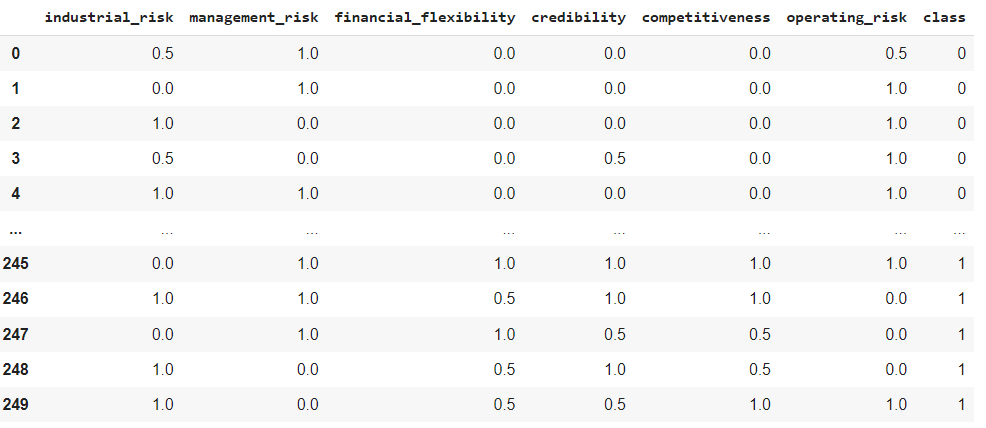 industrial_risk management_risk financial_flexibility credibility competitiveness operating_risk class
0 0.5 1.0 0.0 0.0 0.0 0.5 0
1 0.0 1.0 0.0 0.0 0.0 1.0 0
2 1.0 0.0 0.0 0.0 0.0 1.0 0
3 0.5 0.0 0.0 0.5 0.0 1.0 0
4 1.0 1.0 0.0 0.0 0.0 1.0 0
... ... ... ... ... ... ... ...
245 0.0 1.0 1.0 1.0 1.0 1.0 1
246 1.0 1.0 0.5 1.0 1.0 0.0 1
247 0.0 1.0 1.0 0.5 0.5 0.0 1
248 1.0 0.0 0.5 1.0 0.5 0.0 1
249 1.0 0.0 0.5 0.5 1.0 1.0 1